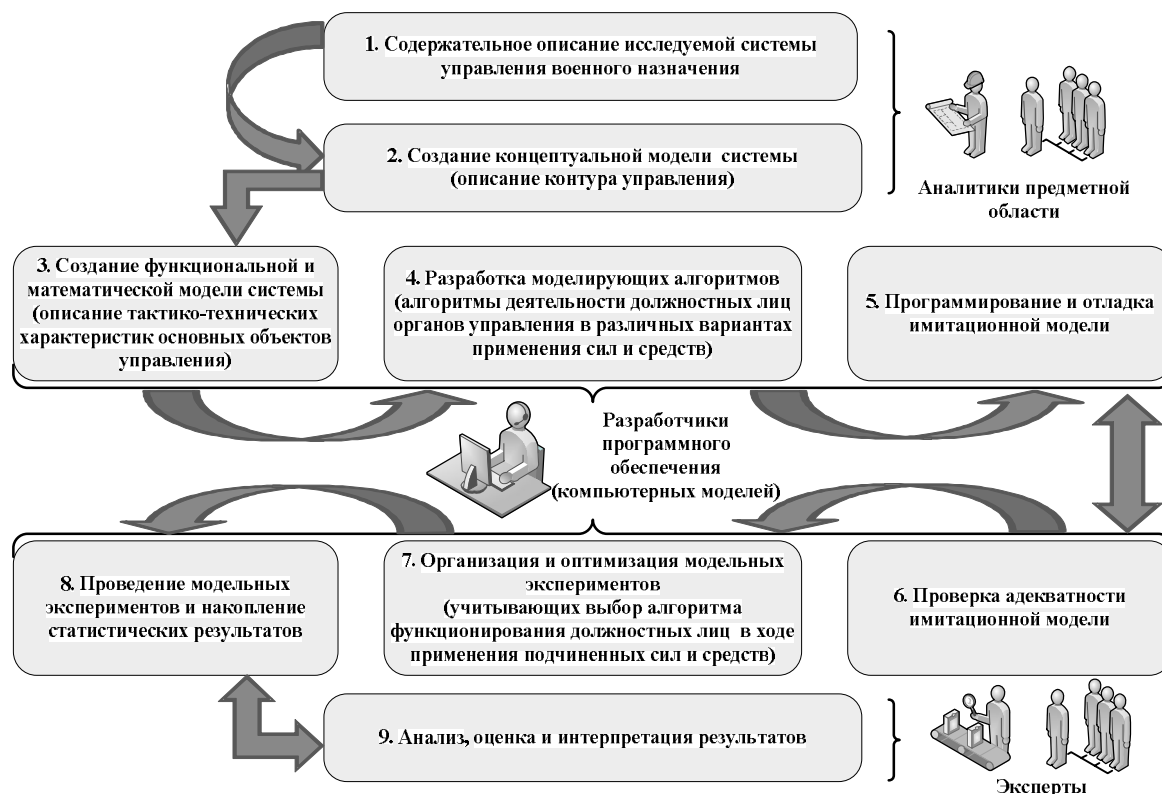 1. Содержательное описание исследуемой системы
управления военного назначения
2. Создание концептуальной модели системы
(описание контура управления)
Аналитики предметной
области
3. Создание функциональной и
математической модели системы
(описание тактико-технических
характеристик основных объектов
управления)
4. Разработка моделирующих алгоритмов
(алгоритмы деятельности должностных лиц
органов управления в различных вариантах
применения сил и средств)
5. Программирование и отладка
имитационной модели
Разработчики
программного
обеспечения
(компьютерных моделей)
8. Проведение модельных
экспериментов и накопление
статистических результатов
7. Организация и оптимизация модельных
экспериментов
(учитывающих выбор алгоритма
функционирования должностных лиц в ходе
применения подчиненных сил и средств)
6. Проверка адекватности
имитационной модели
9. Анализ, оценка и интерпретация результатов
Эксперты